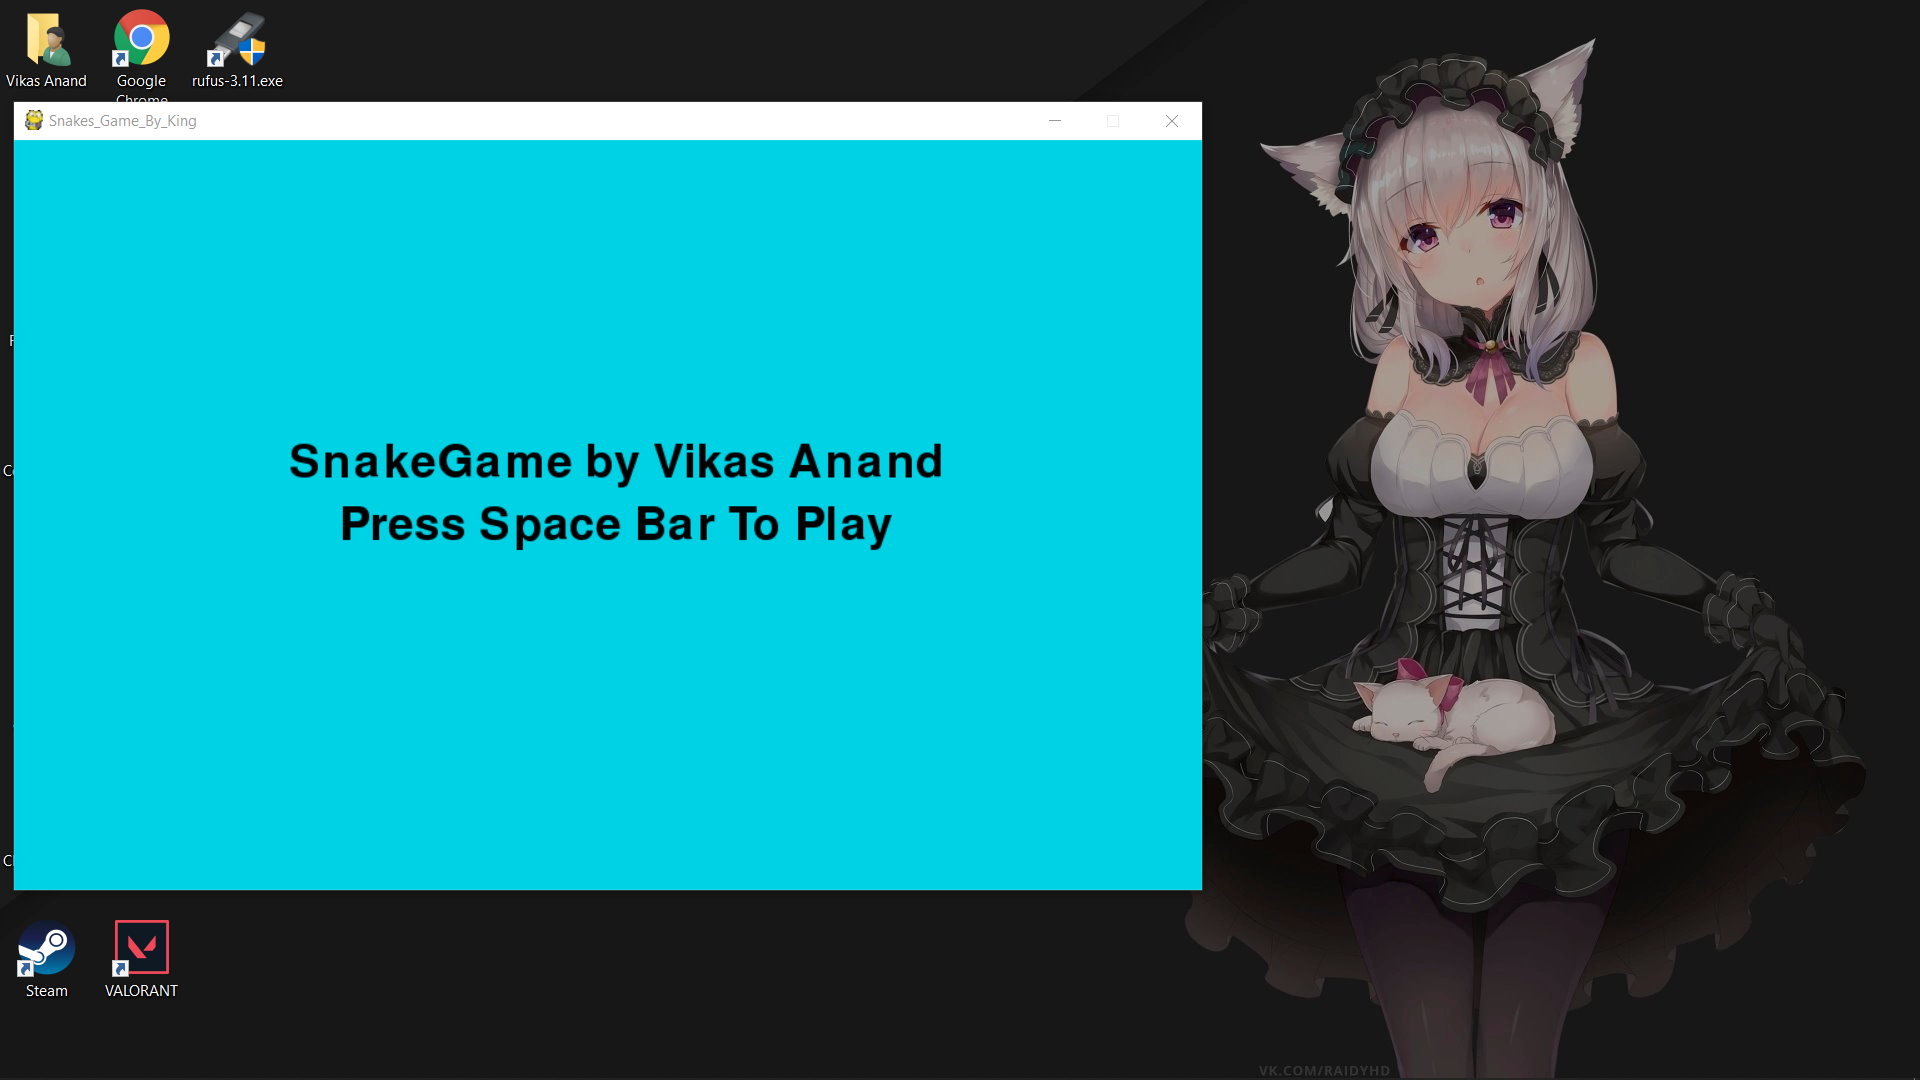 Vikas Anand
Google
Chrome
rufus-3.11.exe
Snakes_Game_By_King
SnakeGame by Vikas Anand
Press Space Bar To Play
Steam
VALORANT
VK.COM/RAIDYHD